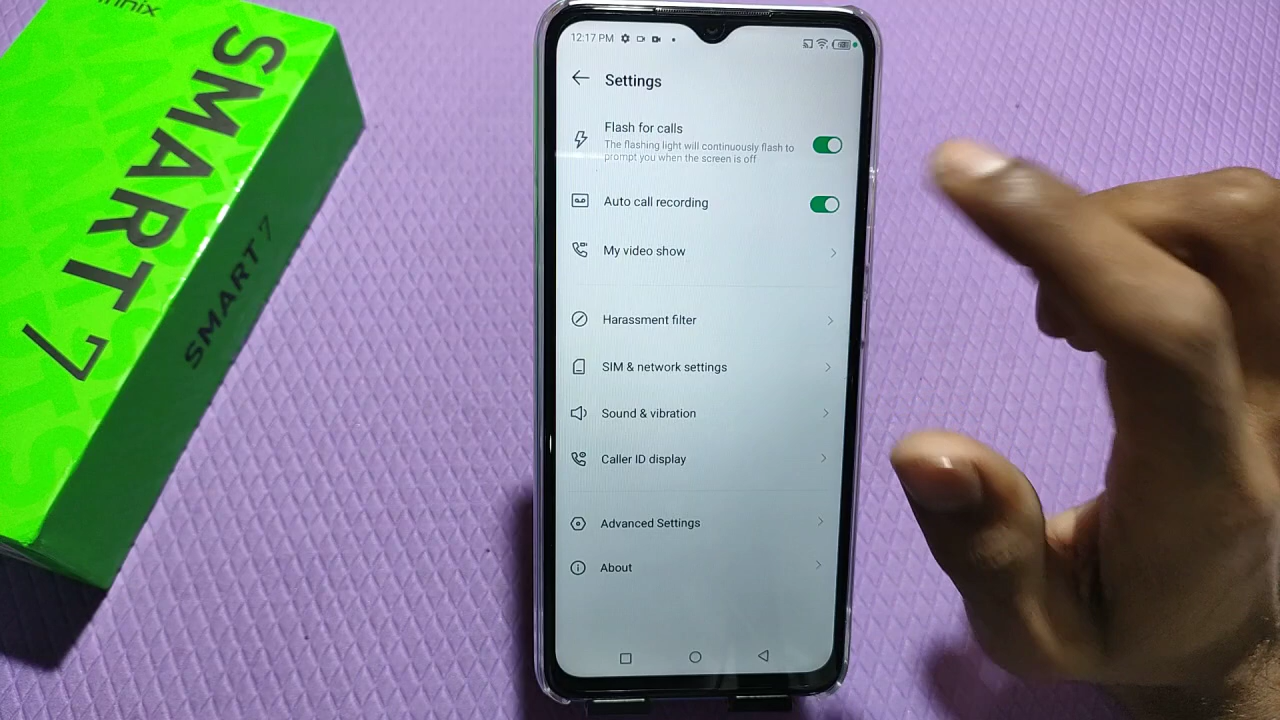 Infinix
SMART 7
SMART 7
12:17 PM
Settings
Flash for calls
The flashing light will continuously flash to
prompt you when the screen is off
Auto call recording
My video show
Harassment filter
SIM & network settings
Sound & vibration
Caller ID display
Advanced Settings
About